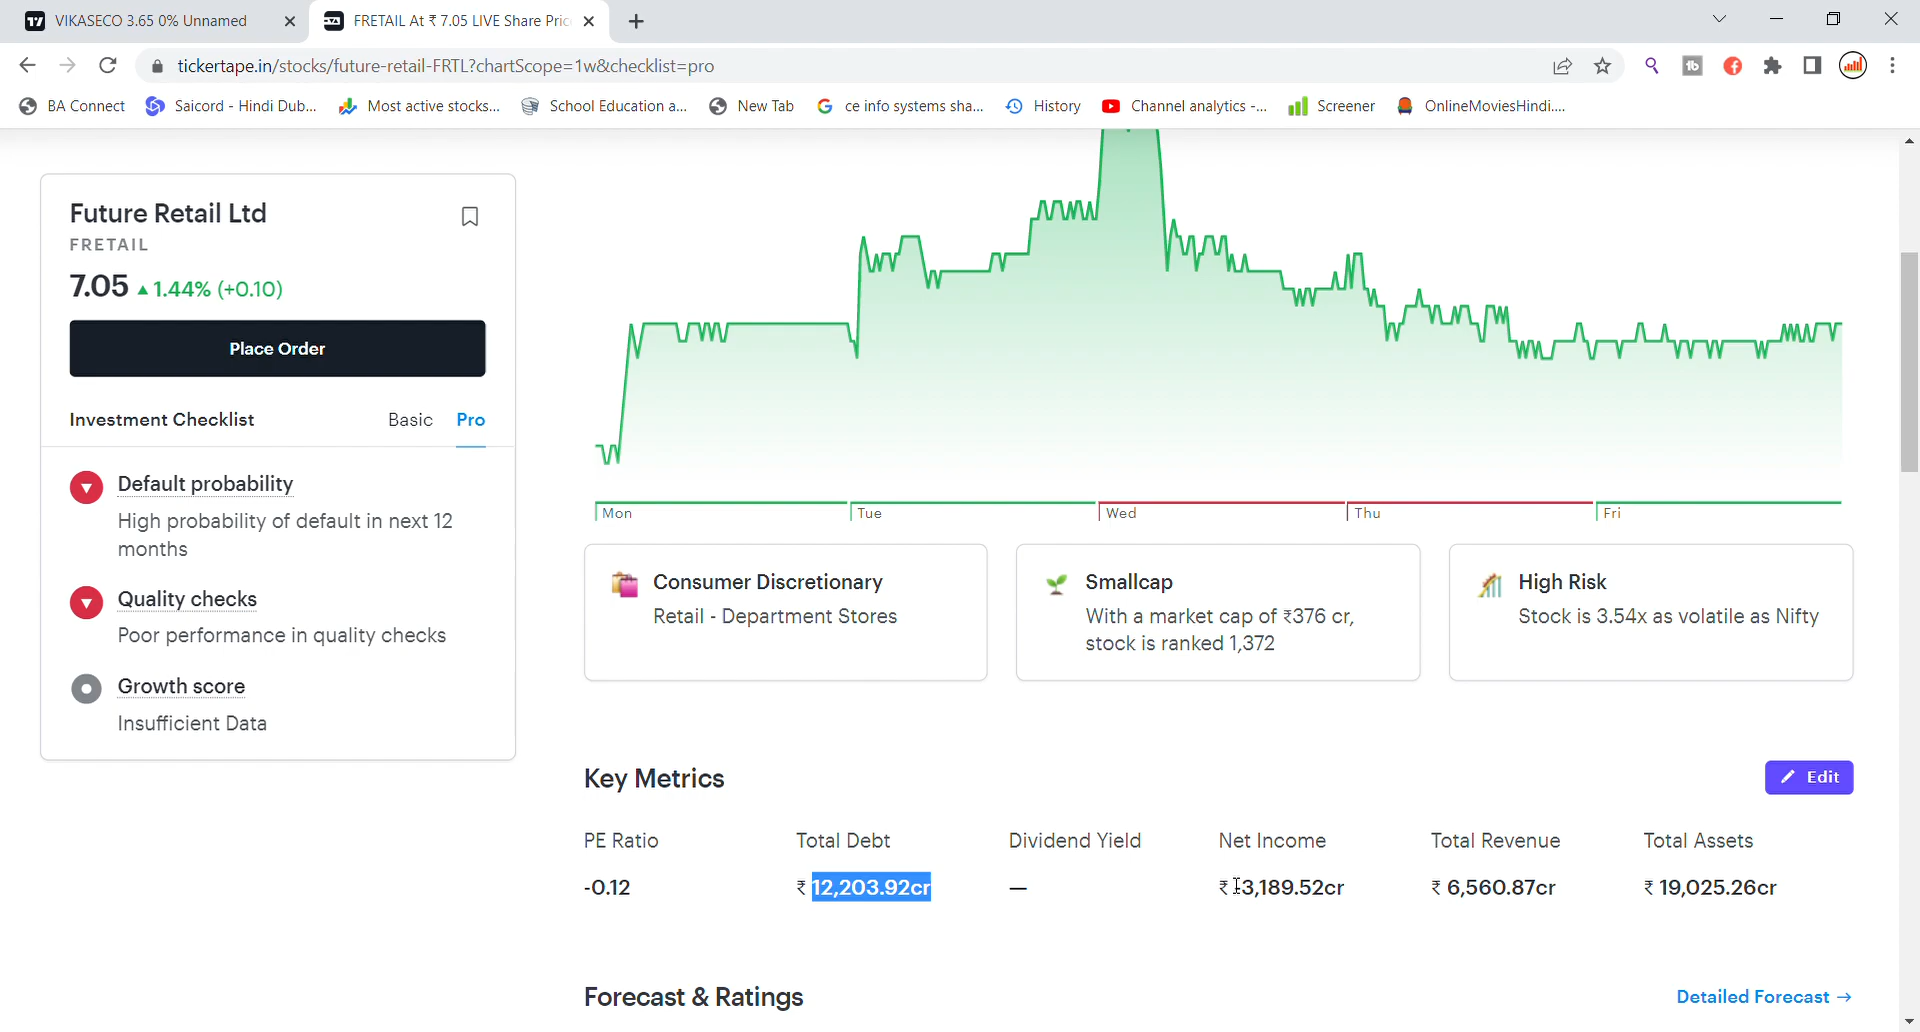 VIKASECO 3.65 0% Unnamed
FRETAIL At ₹ 7.05 LIVE Share Pric
tickertape.in/stocks/future-retail-FRTL?chartScope=1w&checklist=pro
BA Connect
Saicord - Hindi Dub...
Most active stocks...
School Education a...
New Tab
ce info systems sha...
History
Channel analytics -...
Screener
OnlineMoviesHindi....
Future Retail Ltd
FRETAIL
7.05 ▲ 1.44% (+0.10)
Place Order
Investment Checklist Basic Pro
Default probability
High probability of default in next 12
months
Quality checks
Poor performance in quality checks
Growth score
Insufficient Data
Mon Tue Wed Thu Fri
Consumer Discretionary
Retail - Department Stores
Smallcap
With a market cap of ₹376 cr,
stock is ranked 1,372
High Risk
Stock is 3.54x as volatile as Nifty
Key Metrics
Edit
PE Ratio Total Debt Dividend Yield Net Income Total Revenue Total Assets
-0.12 ₹ 12,203.92cr — ₹ 3,189.52cr ₹ 6,560.87cr ₹ 19,025.26cr
Forecast & Ratings
Detailed Forecast →